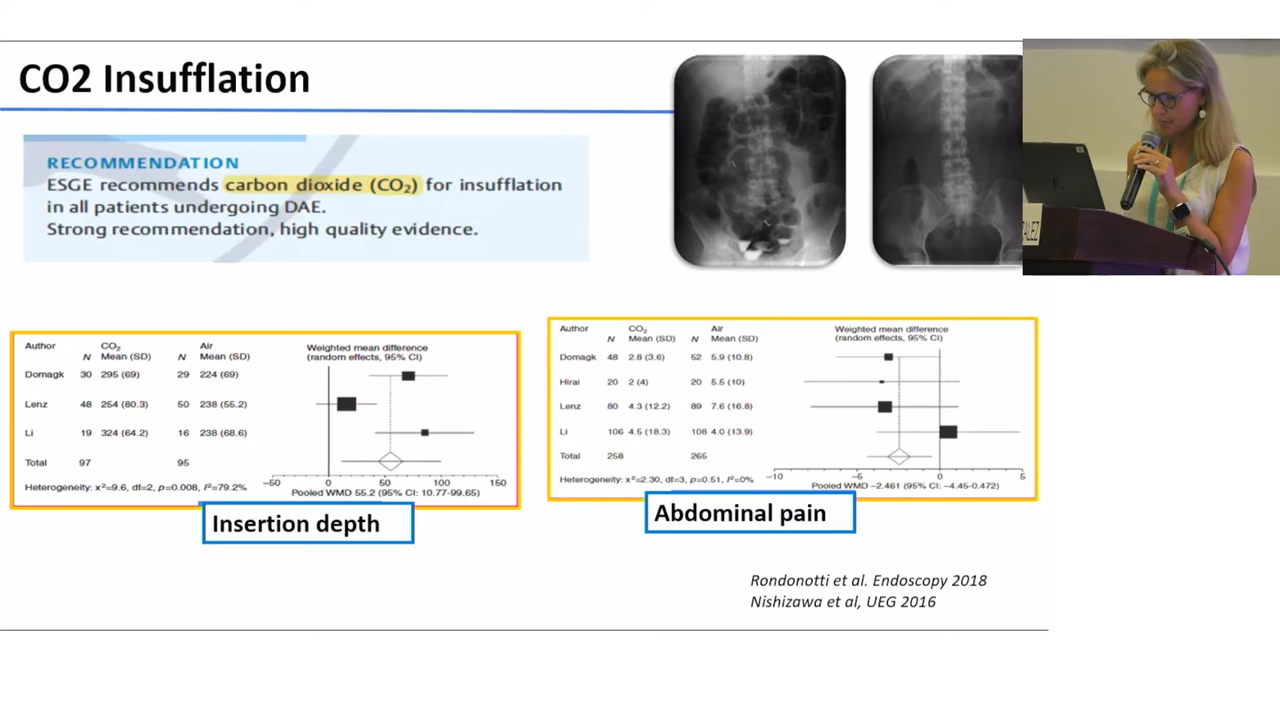 CO2 Insufflation
RECOMMENDATION
ESGE recommends carbon dioxide (CO₂) for insufflation
in all patients undergoing DAE.
Strong recommendation, high quality evidence.
ALEZ
Author CO₂ Air Weighted mean difference
N Mean (SD) N Mean (SD) (random effects, 95% CI)
Domagk 30 295 (69) 29 224 (69)
Lenz 48 254 (80.3) 50 238 (55.2)
Li 19 324 (64.2) 16 238 (68.6)
Total 97 95
−50 0 50 100 150
Heterogeneity: x²=9.6, df=2, p=0.008, I²=79.2% Pooled WMD 55.2 (95% CI: 10.77-99.65)
Insertion depth
Author CO₂ Air Weighted mean difference
N Mean (SD) N Mean (SD) (random effects, 95% CI)
Domagk 48 2.8 (3.6) 52 5.9 (10.8)
Hiral 20 2 (4) 20 5.5 (10)
Lenz 80 4.3 (12.2) 89 7.6 (16.8)
Li 106 4.5 (18.3) 108 4.0 (13.9)
Total 258 265
−10 −5 0 5
Heterogeneity: x²=2.30, df=3, p=0.51, I²=0% Pooled WMD −2.461 (95% CI: −4.45-0.472)
Abdominal pain
Rondonotti et al. Endoscopy 2018
Nishizawa et al, UEG 2016